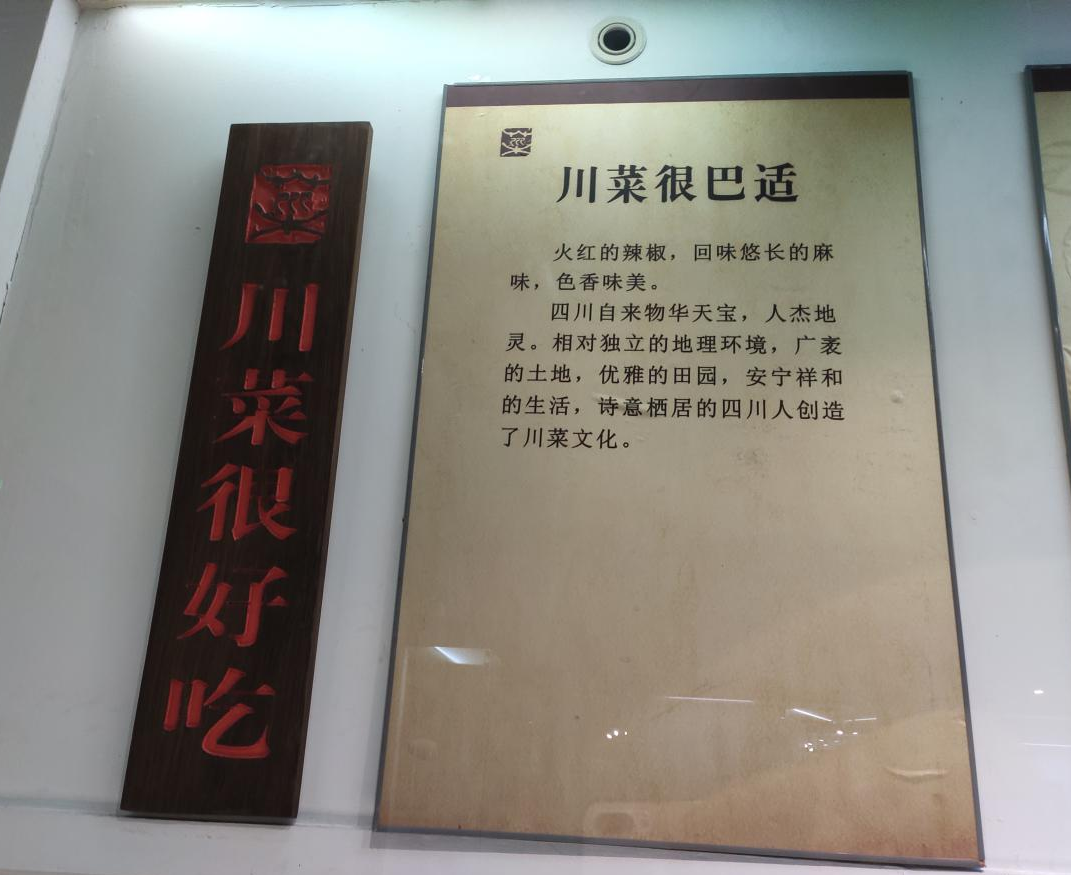 川菜很好吃
川菜很巴适
火红的辣椒，回味悠长的麻
味，色香味美。
四川自来物华天宝，人杰地
灵。相对独立的地理环境，广袤
的土地，优雅的田园，安宁祥和
的生活，诗意栖居的四川人创造
了川菜文化。